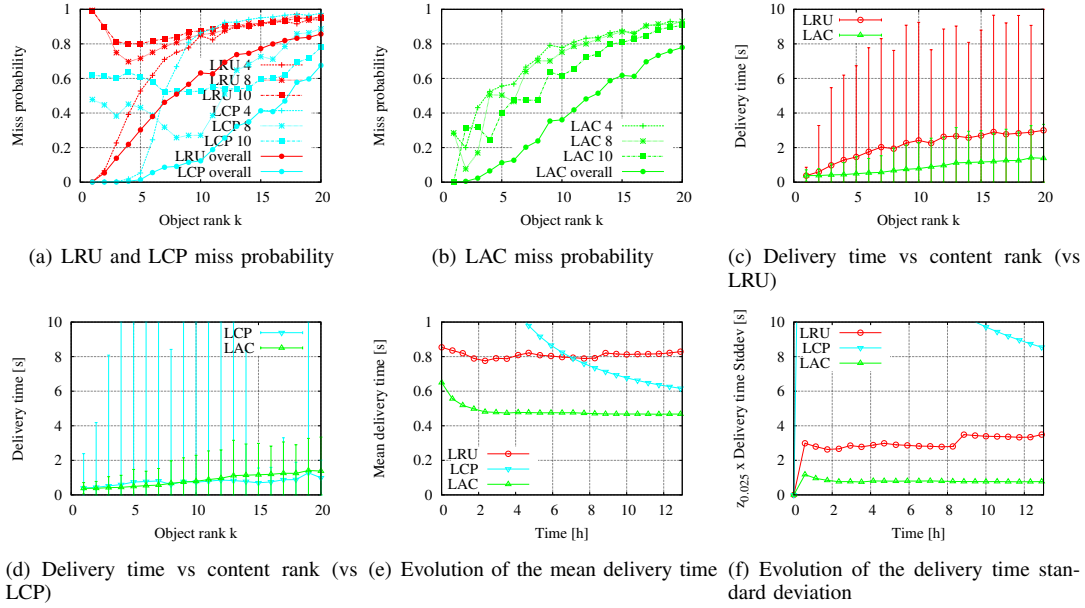 Miss probability
1
0.8
0.6
0.4
0.2
0
0 5 10 15 20
Object rank k
LRU 4
LRU 8
LRU 10
LCP 4
LCP 8
LCP 10
LRU overall
LCP overall
(a) LRU and LCP miss probability
Miss probability
1
0.8
0.6
0.4
0.2
0
0 5 10 15 20
Object rank k
LAC 4
LAC 8
LAC 10
LAC overall
(b) LAC miss probability
Delivery time [s]
10
8
6
4
2
0
5 10 15 20
Object rank k
LRU
LAC
(c) Delivery time vs content rank (vs
LRU)
Delivery time [s]
10
8
6
4
2
0
0 5 10 15 20
Object rank k
LCP
LAC
(d) Delivery time vs content rank (vs
LCP)
Mean delivery time [s]
1
0.8
0.6
0.4
0.2
0
0 2 4 6 8 10 12
Time [h]
LRU
LCP
LAC
(e) Evolution of the mean delivery time
z0.025 x Delivery time Stddev [s]
10
8
6
4
2
0
0 2 4 6 8 10 12
Time [h]
LRU
LCP
LAC
(f) Evolution of the delivery time stan-
dard deviation